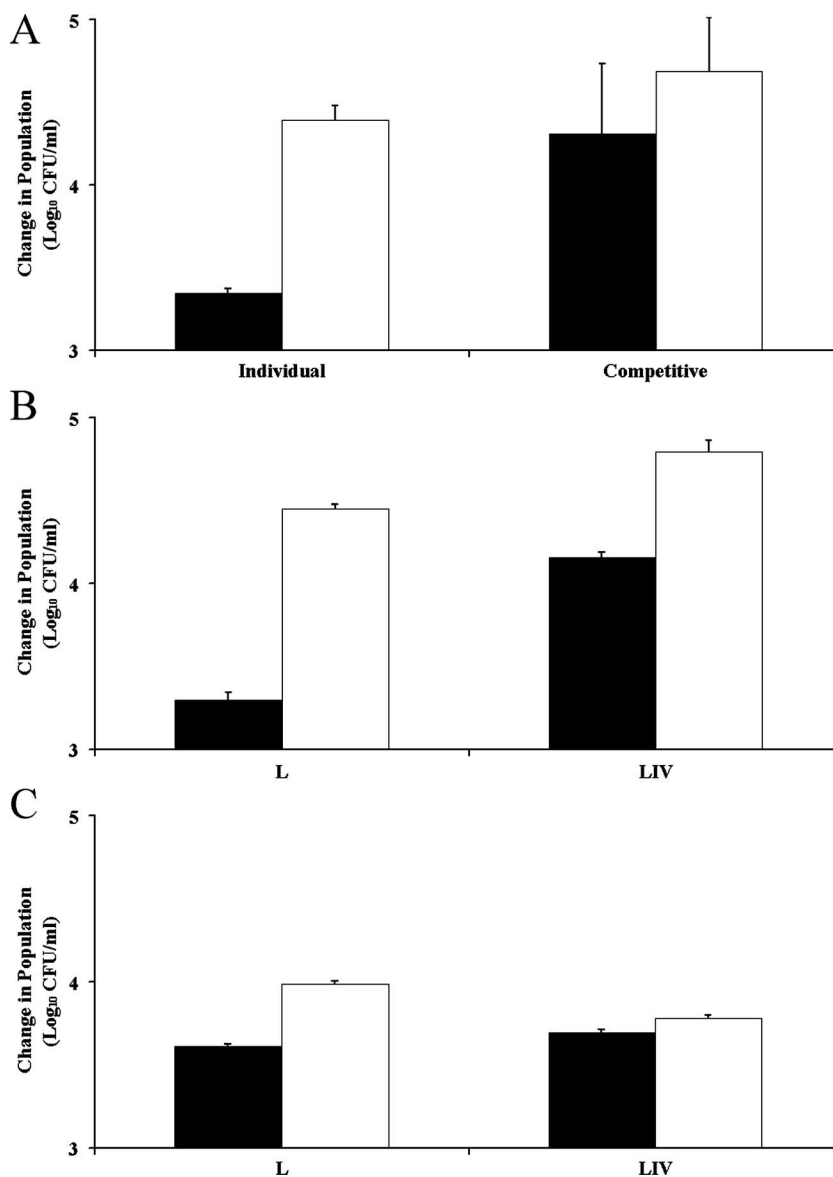 A
5
4
3
Change in Population
(Log₁₀ CFU/ml)
Individual Competitive
B
5
4
3
Change in Population
(Log₁₀ CFU/ml)
L LIV
C
5
4
3
Change in Population
(Log₁₀ CFU/ml)
L LIV